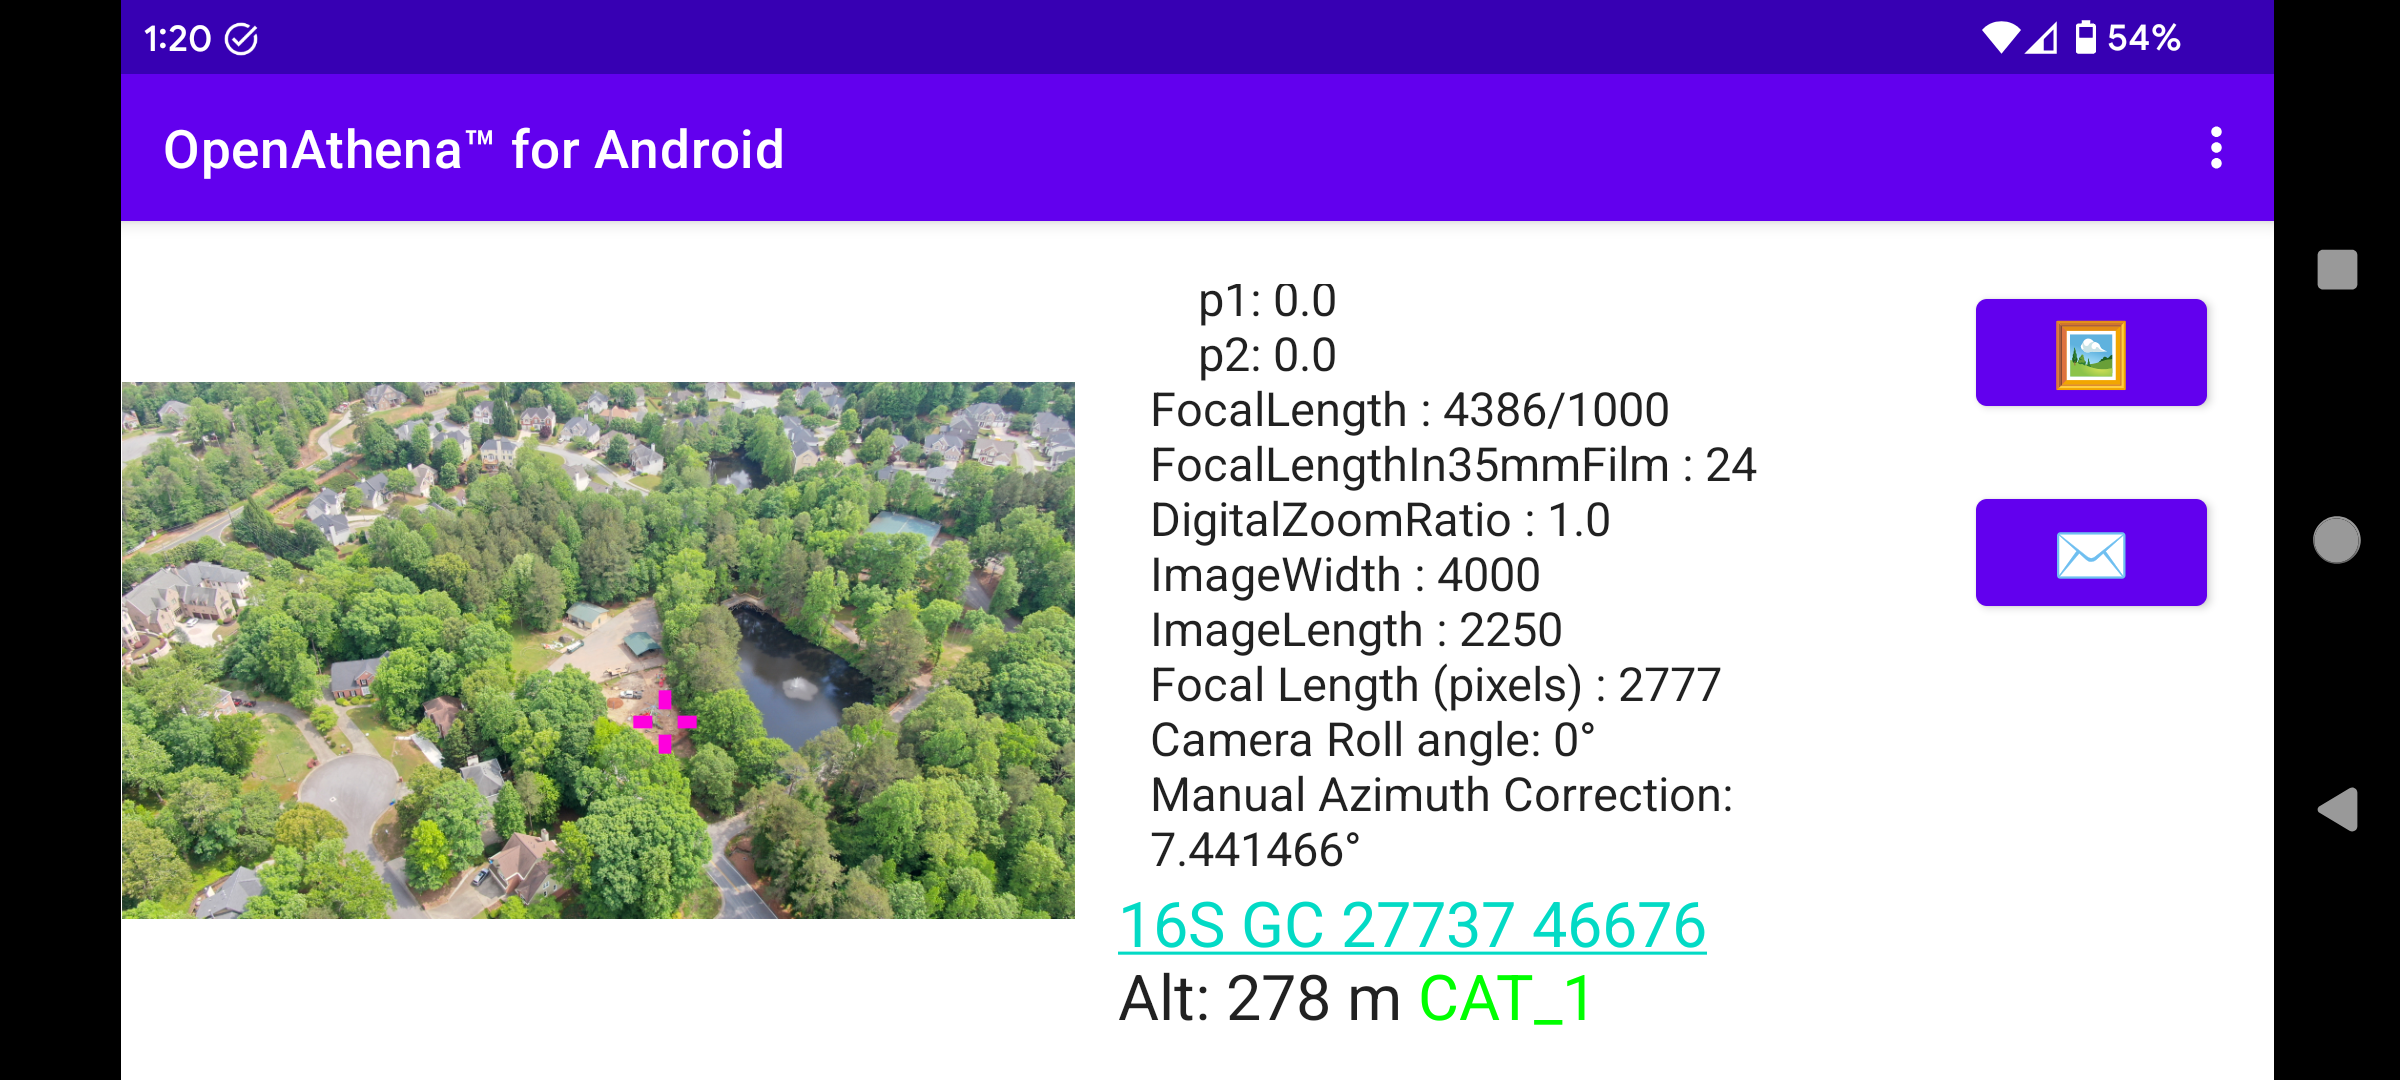 1:20
54%
OpenAthena™ for Android
p1: 0.0
p2: 0.0
FocalLength : 4386/1000
FocalLengthIn35mmFilm : 24
DigitalZoomRatio : 1.0
ImageWidth : 4000
ImageLength : 2250
Focal Length (pixels) : 2777
Camera Roll angle: 0°
Manual Azimuth Correction:
7.441466°
16S GC 27737 46676
Alt: 278 m CAT_1